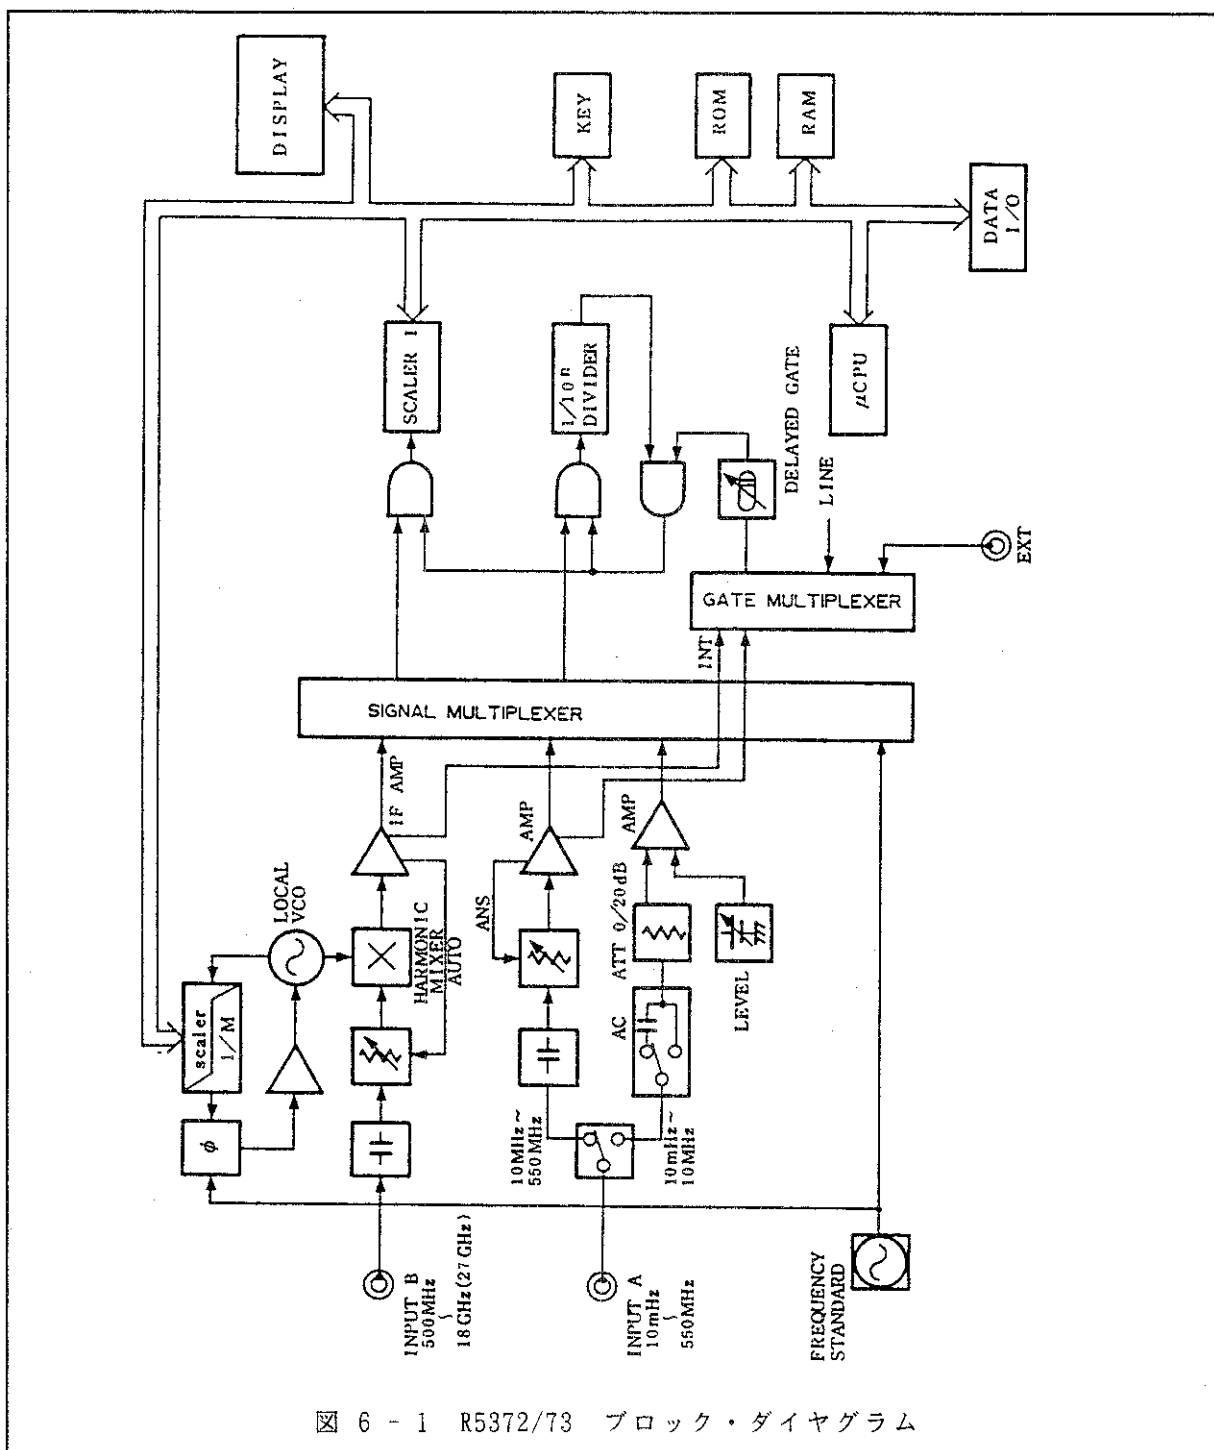 DISPLAY
KEY
ROM
RAM
DATA
I/O
SCALER 1
1/10n
DIVIDER
μCPU
DELAYED GATE
LINE
EXT
GATE MULTIPLEXER
INT
SIGNAL MULTIPLEXER
IF AMP
AMP
AMP
LOCAL
VCO
HARMONIC
MIXER
AUTO
ANS
ATT 0/20dB
LEVEL
AC
scaler
1/M
φ
10MHz~
550MHz
10mHz~
10MHz
INPUT B
500MHz
~
18GHz(27GHz)
INPUT A
10mHz
~
550MHz
FREQUENCY
STANDARD
図 6 - 1 R5372/73 ブロック・ダイヤグラム